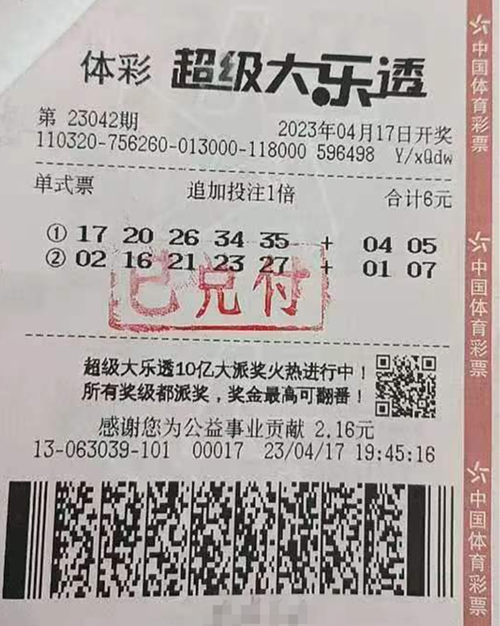 体彩 超级大乐透
第 23042期 2023年04月17日开奖
110320-756260-013000-118000 596498 Y/xQdw
单式票 追加投注1倍 合计6元
① 17 20 26 34 35 + 04 05
② 02 16 21 23 27 + 01 07
已兑付
超级大乐透10亿大派奖火热进行中！
所有奖级都派奖，奖金最高可翻番！
感谢您为公益事业贡献 2.16元
13-063039-101 00017 23/04/17 19:45:16
中国体育彩票
中国体育彩票
中国体育彩票